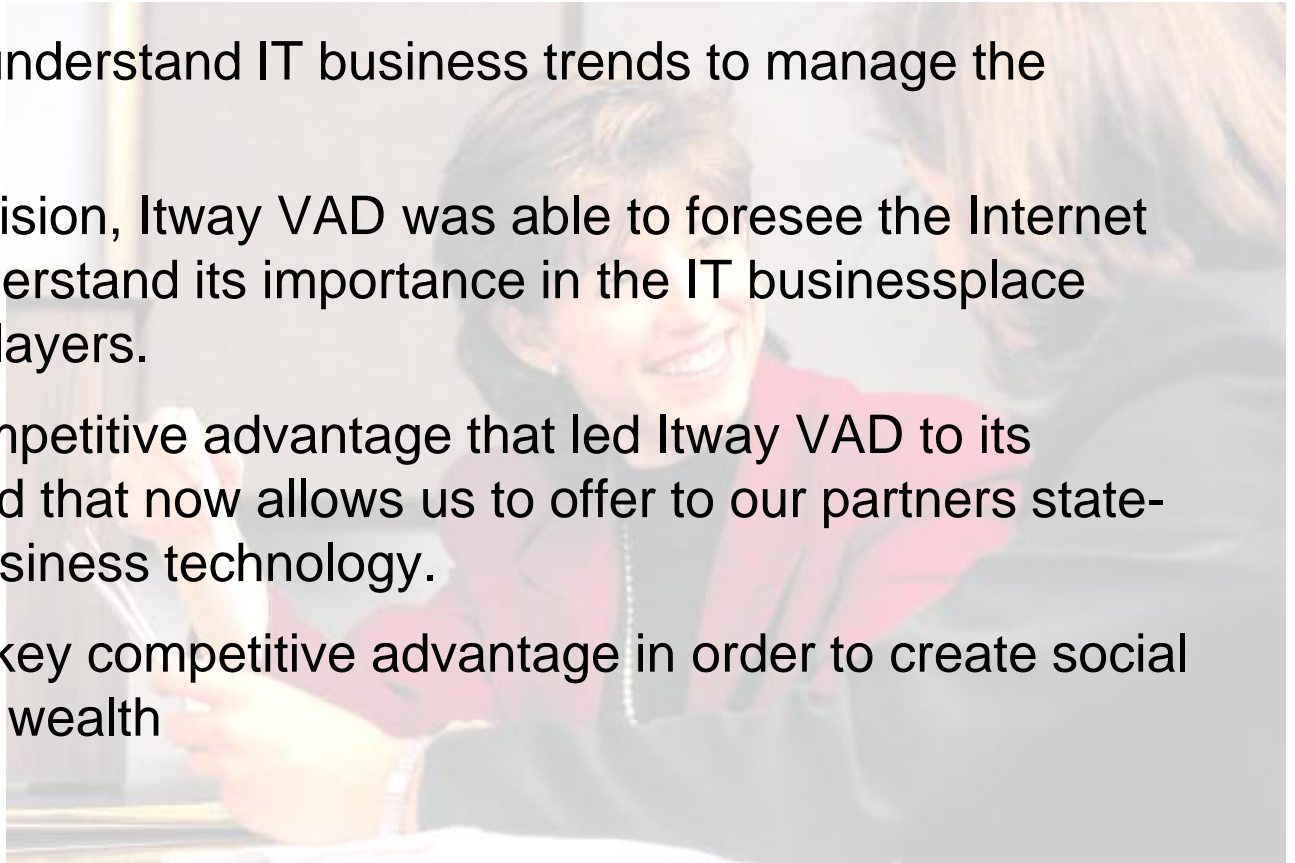 understand IT business trends to manage the
ision, Itway VAD was able to foresee the Internet
erstand its importance in the IT businessplace
layers.
mpetitive advantage that led Itway VAD to its
d that now allows us to offer to our partners state-
siness technology.
key competitive advantage in order to create social
wealth